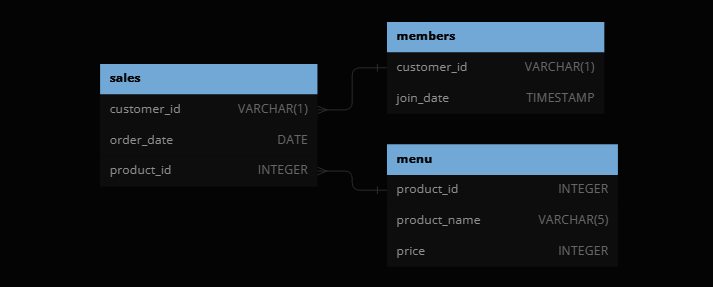 sales
customer_id VARCHAR(1)
order_date DATE
product_id INTEGER
members
customer_id VARCHAR(1)
join_date TIMESTAMP
menu
product_id INTEGER
product_name VARCHAR(5)
price INTEGER